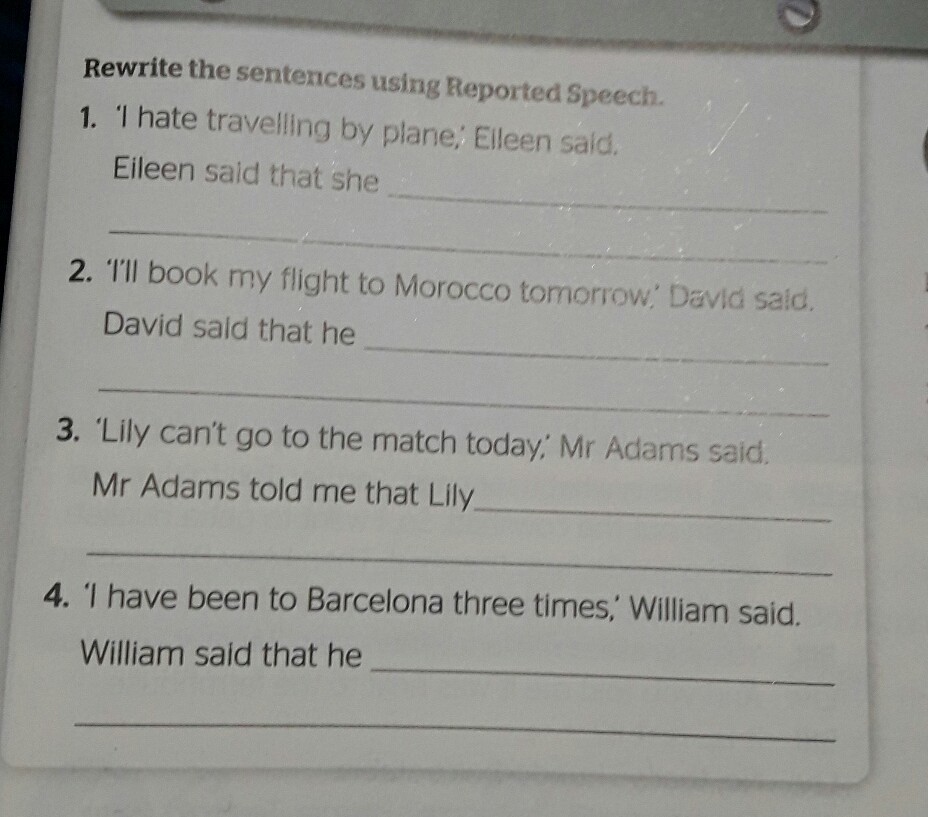 Rewrite the sentences using Reported Speech.
1. ‘I hate travelling by plane,’ Eileen said.
Eileen said that she
2. ‘I’ll book my flight to Morocco tomorrow,’ David said.
David said that he
3. ‘Lily can’t go to the match today,’ Mr Adams said.
Mr Adams told me that Lily
4. ‘I have been to Barcelona three times,’ William said.
William said that he